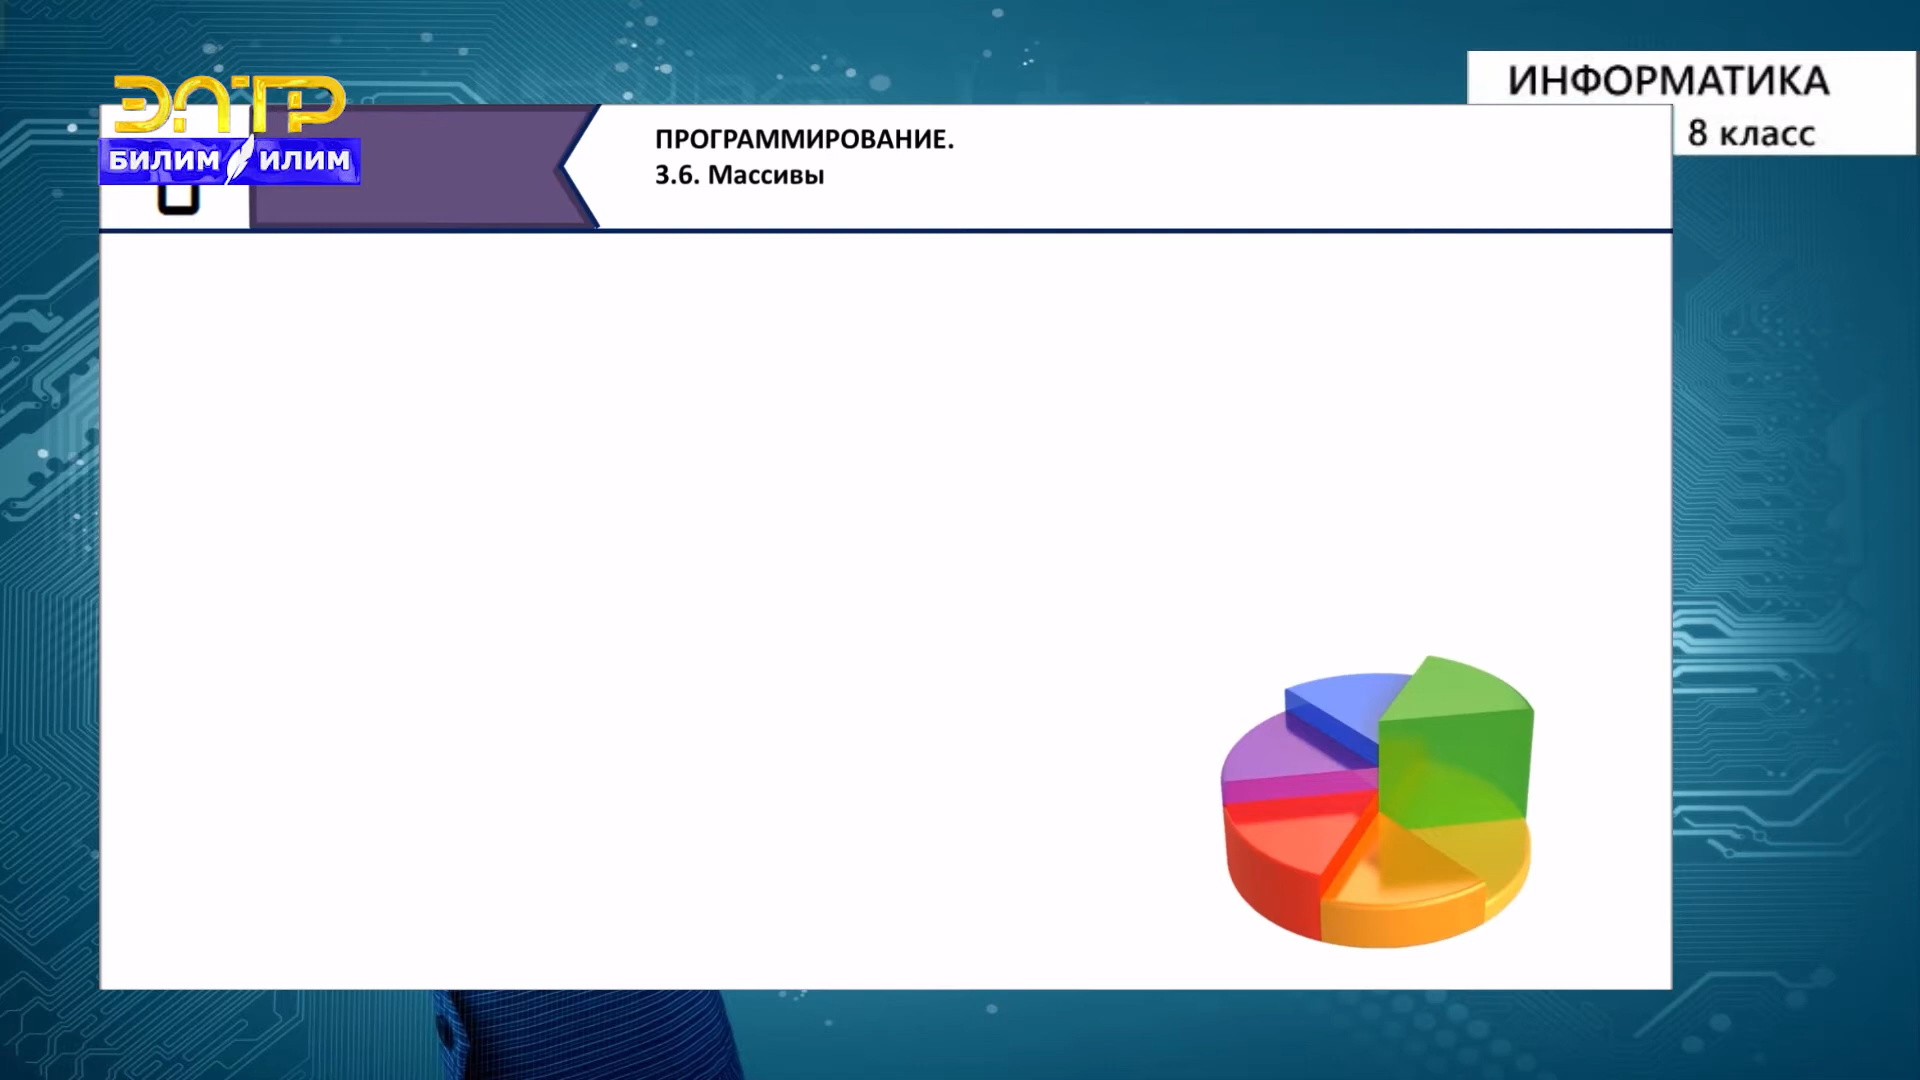 ЭЛТР
БИЛИМ ИЛИМ
ИНФОРМАТИКА
8 класс
ПРОГРАММИРОВАНИЕ.
3.6. Массивы